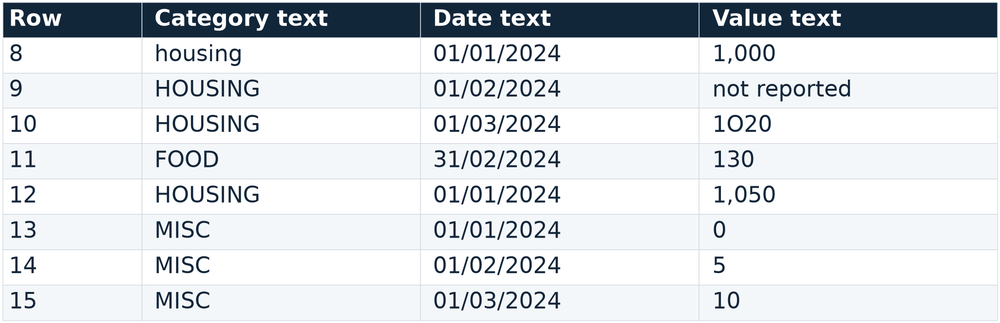 Row Category text Date text Value text
8 housing 01/01/2024 1,000
9 HOUSING 01/02/2024 not reported
10 HOUSING 01/03/2024 1O20
11 FOOD 31/02/2024 130
12 HOUSING 01/01/2024 1,050
13 MISC 01/01/2024 0
14 MISC 01/02/2024 5
15 MISC 01/03/2024 10